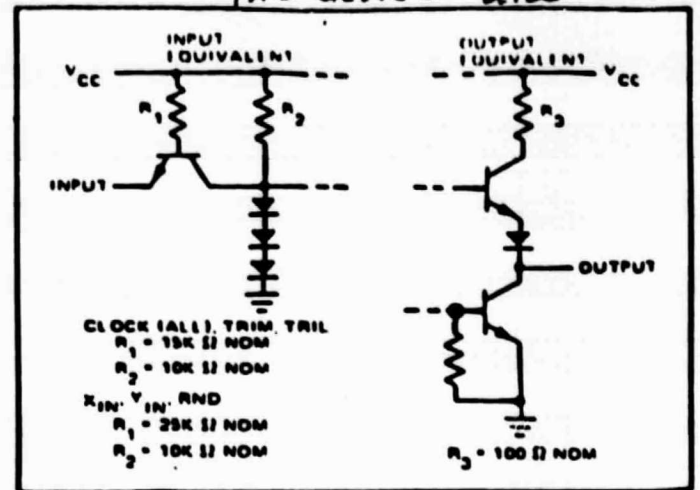 INPUT
EQUIVALENT
VCC
R1
R2
INPUT
CLOCK (ALL), TRIM, TRIL
R1 = 15K Ω NOM
R2 = 10K Ω NOM
XIN, YIN, RND
R1 = 25K Ω NOM
R2 = 10K Ω NOM
OUTPUT
EQUIVALENT
VCC
R3
OUTPUT
R3 = 100 Ω NOM